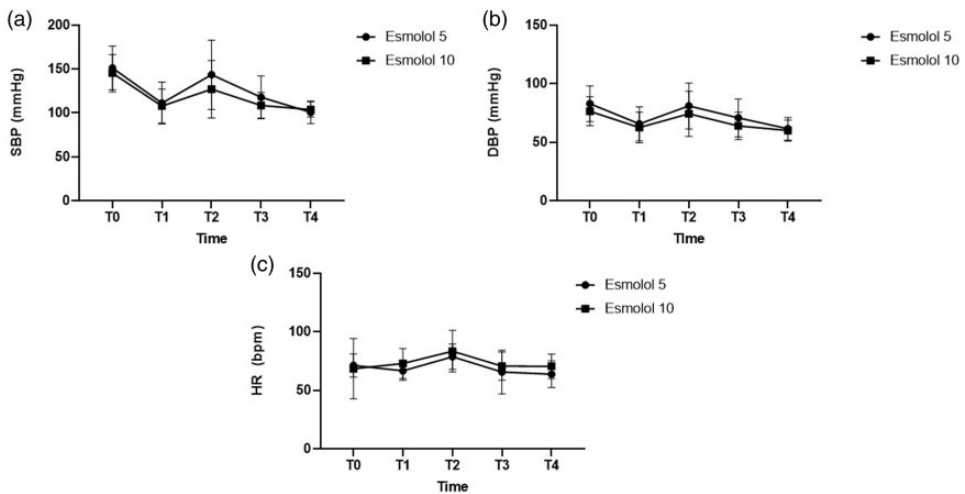 (a)
200
150
100
50
0
SBP (mmHg)
T0 T1 T2 T3 T4
Time
Esmolol 5
Esmolol 10
(b)
150
100
50
0
DBP (mmHg)
T0 T1 T2 T3 T4
TIme
Esmolol 5
Esmolol 10
(c)
150
100
50
0
HR (bpm)
T0 T1 T2 T3 T4
Time
Esmolol 5
Esmolol 10